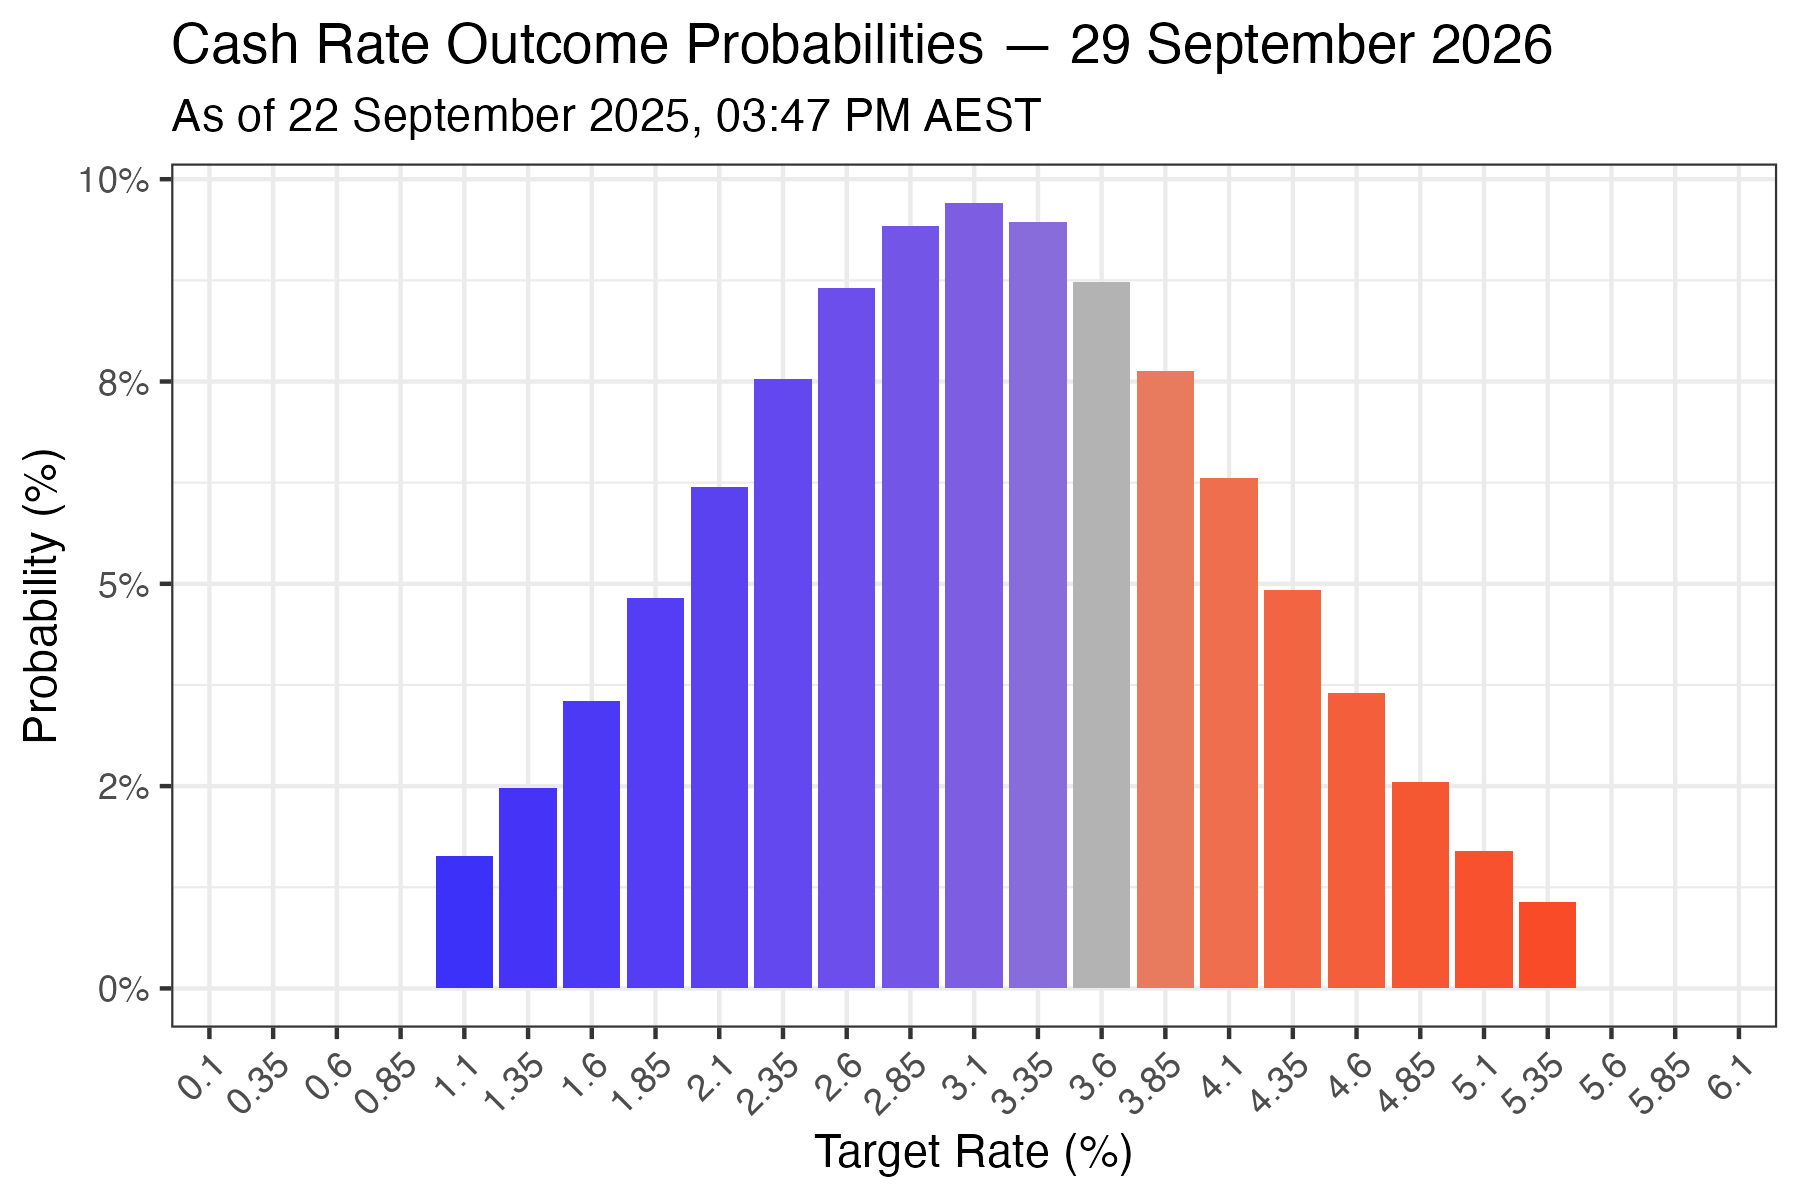 Cash Rate Outcome Probabilities — 29 September 2026
As of 22 September 2025, 03:47 PM AEST
Probability (%)
10%
8%
5%
2%
0%
0.1 0.35 0.6 0.85 1.1 1.35 1.6 1.85 2.1 2.35 2.6 2.85 3.1 3.35 3.6 3.85 4.1 4.35 4.6 4.85 5.1 5.35 5.6 5.85 6.1
Target Rate (%)